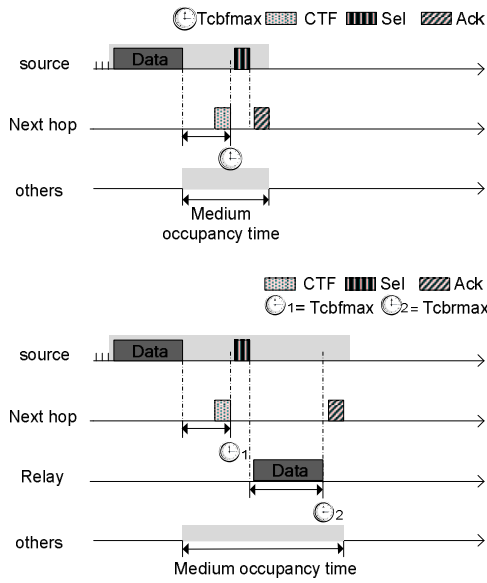 Tcbfmax CTF Sel Ack
source
Data
Next hop
others
Medium
occupancy time
CTF Sel Ack
1= Tcbfmax 2= Tcbrmax
source
Data
Next hop
1
Relay
Data
2
others
Medium occupancy time